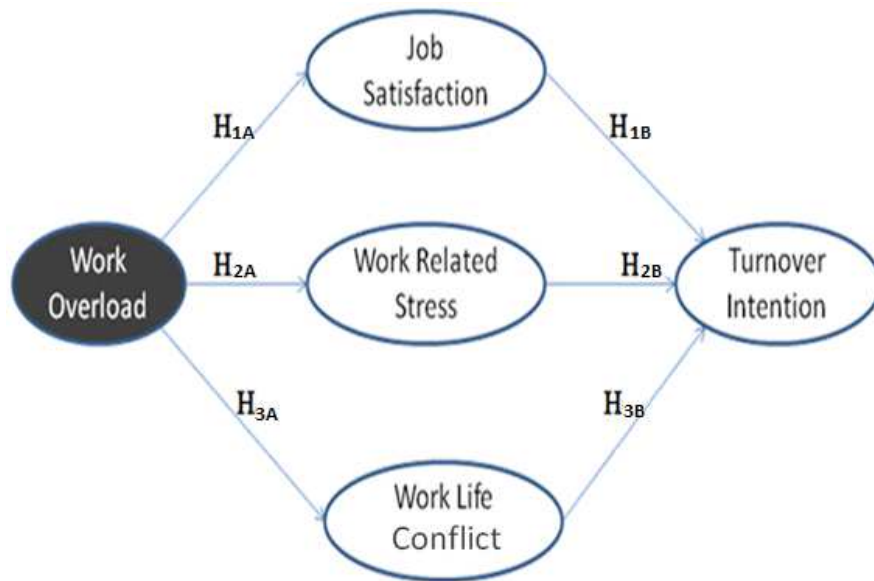 Job
Satisfaction
H1A
H1B
Work
Overload
H2A
Work Related
Stress
H2B
Turnover
Intention
H3A
H3B
Work Life
Conflict